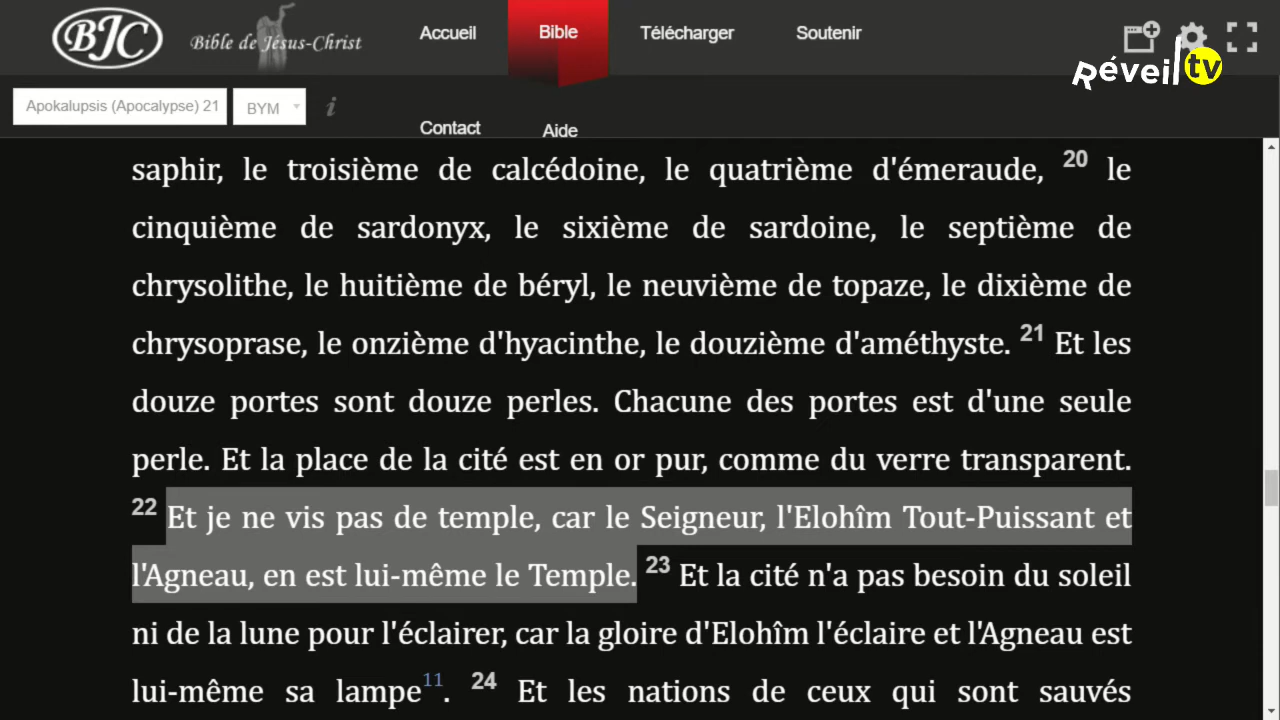 BJC
Bible de Jésus-Christ
Accueil
Bible
Télécharger
Soutenir
Réveil tv
Apokalupsis (Apocalypse) 21
BYM
i
Contact
Aide
saphir, le troisième de calcédoine, le quatrième d'émeraude, 20 le
cinquième de sardonyx, le sixième de sardoine, le septième de
chrysolithe, le huitième de béryl, le neuvième de topaze, le dixième de
chrysoprase, le onzième d'hyacinthe, le douzième d'améthyste. 21 Et les
douze portes sont douze perles. Chacune des portes est d'une seule
perle. Et la place de la cité est en or pur, comme du verre transparent.
22 Et je ne vis pas de temple, car le Seigneur, l'Elohîm Tout-Puissant et
l'Agneau, en est lui-même le Temple. 23 Et la cité n'a pas besoin du soleil
ni de la lune pour l'éclairer, car la gloire d'Elohîm l'éclaire et l'Agneau est
lui-même sa lampe11. 24 Et les nations de ceux qui sont sauvés